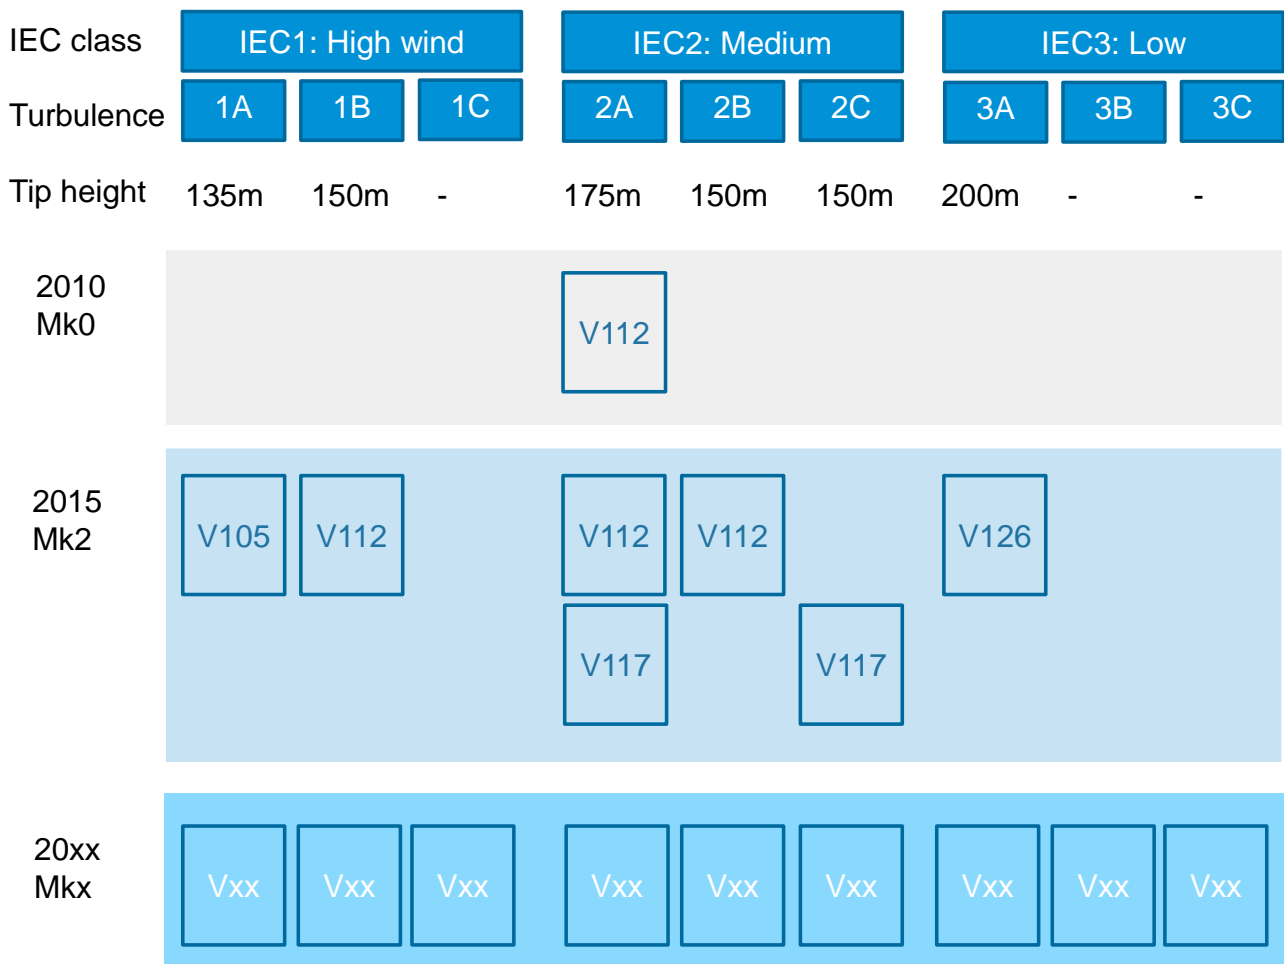 IEC class IEC1: High wind IEC2: Medium IEC3: Low
Turbulence 1A 1B 1C 2A 2B 2C 3A 3B 3C
Tip height 135m 150m - 175m 150m 150m 200m - -
2010
Mk0
V112
2015
Mk2
V105 V112 V112 V112 V126
V117 V117
20xx
Mkx
Vxx Vxx Vxx Vxx Vxx Vxx Vxx Vxx Vxx